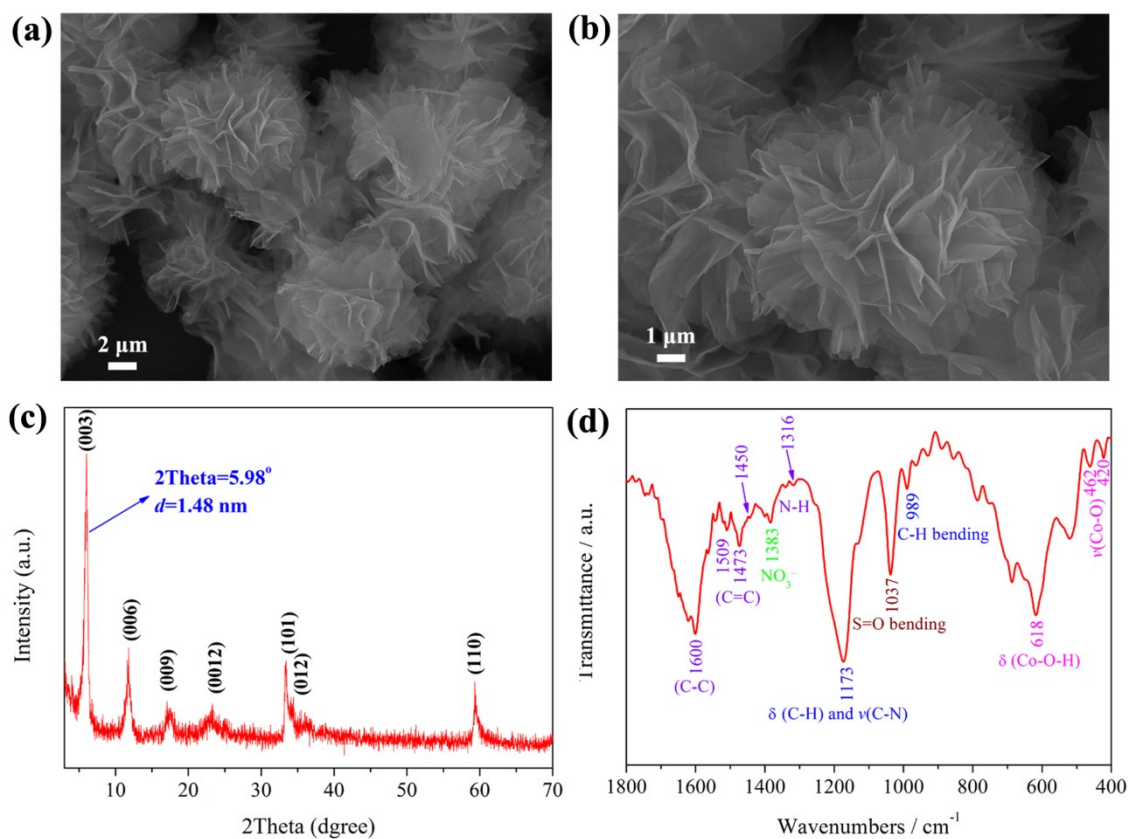 (a)
2 μm
(b)
1 μm
(c)
Intensity (a.u.)
(003)
2Theta=5.98°
d=1.48 nm
(006)
(009)
(0012)
(101)
(012)
(110)
10 20 30 40 50 60 70
2Theta (dgree)
(d)
Transmittance / a.u.
1600
(C-C)
1509
1473
(C=C)
1450
1383
NO₃⁻
1316
N-H
1173
δ (C-H) and ν(C-N)
1037
S=O bending
989
C-H bending
618
δ (Co-O-H)
462
420
ν(Co-O)
1800 1600 1400 1200 1000 800 600 400
Wavenumbers / cm⁻¹